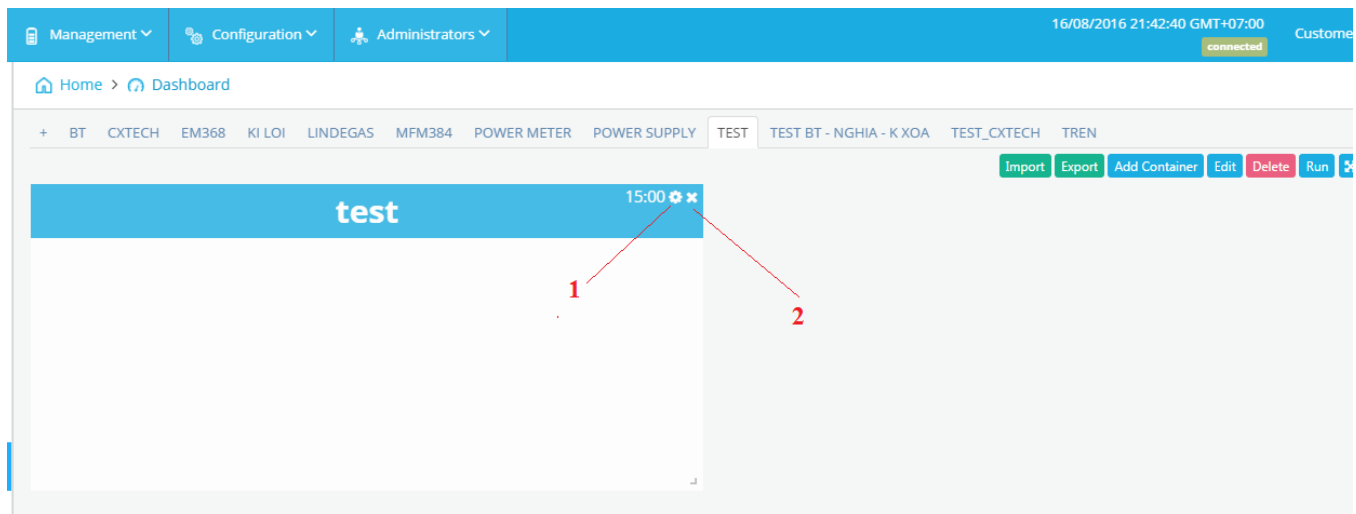 Management Configuration Administrators 16/08/2016 21:42:40 GMT+07:00 Custome
connected
Home > Dashboard
+ BT CXTECH EM368 KI LOI LINDEGAS MFM384 POWER METER POWER SUPPLY TEST TEST BT - NGHIA - K XOA TEST_CXTECH TREN
Import Export Add Container Edit Delete Run
test 15:00
1
2